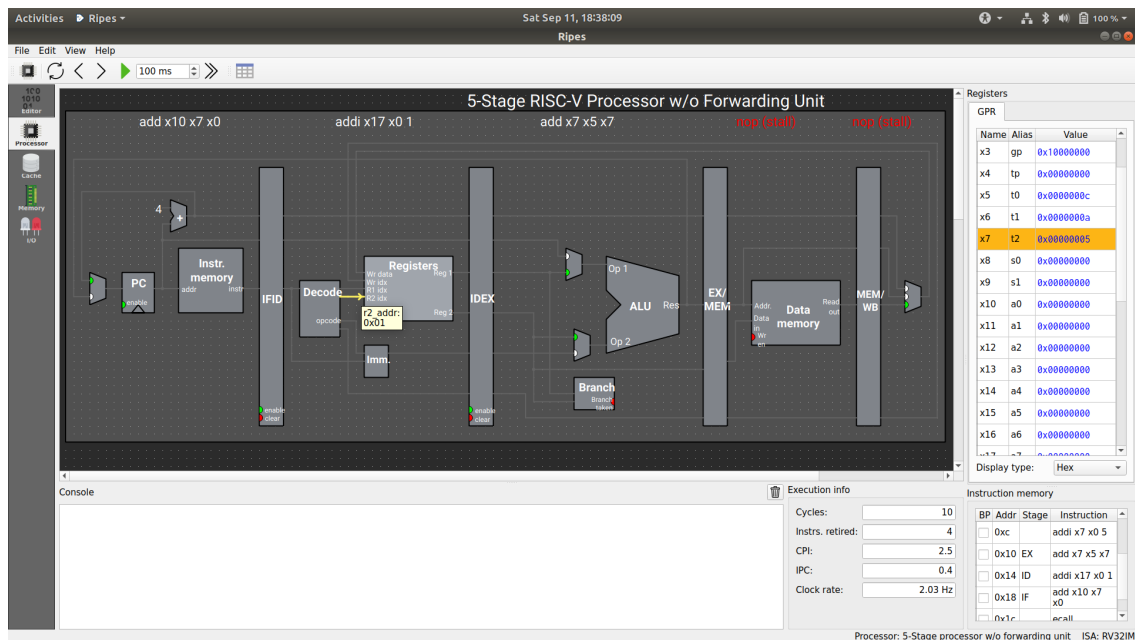 Activities Ripes Sat Sep 11, 18:38:09 100 %
Ripes
File Edit View Help
100 ms
Editor
Processor
Cache
Memory
I/O
5-Stage RISC-V Processor w/o Forwarding Unit
add x10 x7 x0 addi x17 x0 1 add x7 x5 x7 nop (stall) nop (stall)
4
+
PC
enable
Instr.
memory
addr instr
IFID
enable
clear
Decode
opcode
Registers
Wr data
Wr idx
R1 idx
R2 idx
Reg 1
Reg 2
r2_addr:
0x01
Imm.
IDEX
enable
clear
Op 1
ALU Res
Op 2
Branch
Branch
taken
EX/
MEM
Data
memory
Addr
Data
in
Wr
en
Read
out
MEM/
WB
Registers
GPR
Name Alias Value
x3 gp 0x10000000
x4 tp 0x00000000
x5 t0 0x0000000c
x6 t1 0x0000000a
x7 t2 0x00000005
x8 s0 0x00000000
x9 s1 0x00000000
x10 a0 0x00000000
x11 a1 0x00000000
x12 a2 0x00000000
x13 a3 0x00000000
x14 a4 0x00000000
x15 a5 0x00000000
x16 a6 0x00000000
x17 a7 0x00000000
Display type: Hex
Console
Execution info
Cycles: 10
Instrs. retired: 4
CPI: 2.5
IPC: 0.4
Clock rate: 2.03 Hz
Instruction memory
BP Addr Stage Instruction
0xc addi x7 x0 5
0x10 EX add x7 x5 x7
0x14 ID addi x17 x0 1
0x18 IF add x10 x7
x0
0x1c ecall
Processor: 5-Stage processor w/o forwarding unit ISA: RV32IM